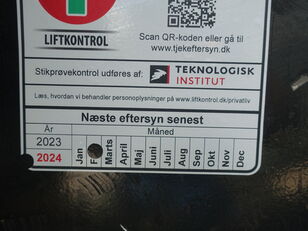 LIFTKONTROL
Scan QR-koden eller gå til
www.tjekeftersyn.dk
Stikprøvekontrol udføres af: TEKNOLOGISK
INSTITUT
Læs, hvordan vi behandler personoplysninger på www.liftkontrol.dk/privatliv
Næste eftersyn senest
År Måned
2023
2024 Jan Marts April Maj Juni Juli Aug Sep Okt Nov Dec